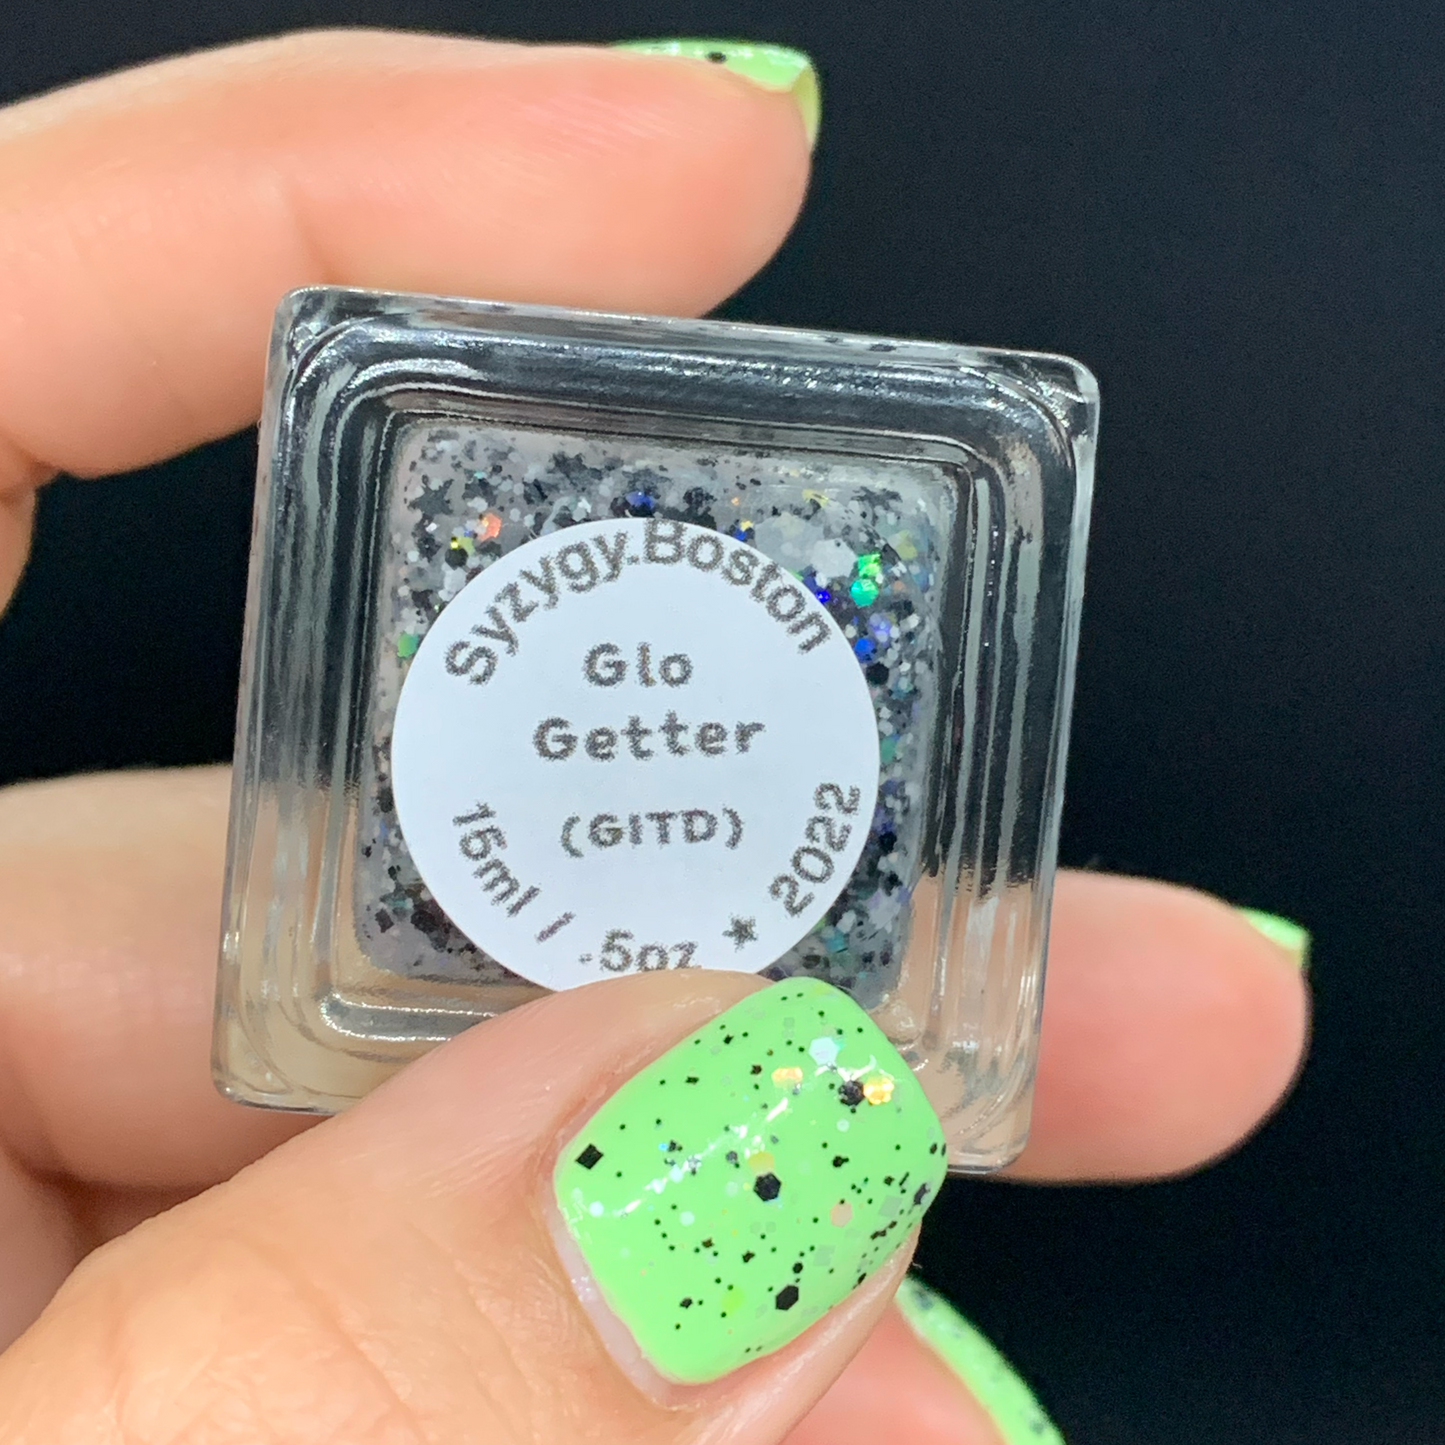 Syzygy.Boston
Glo
Getter
(GITD)
15ml / .5oz ★ 2022